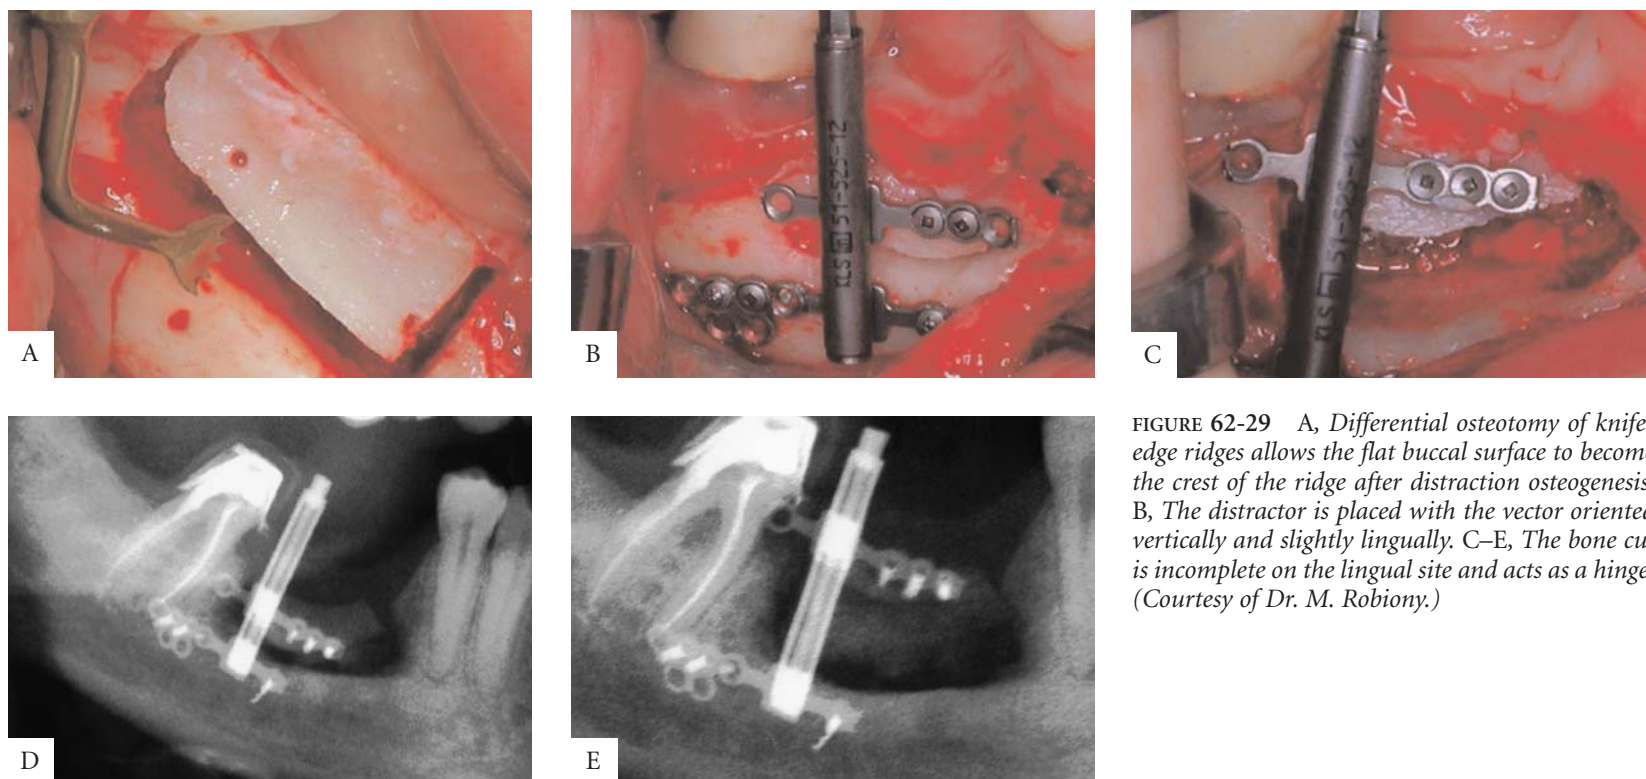 A
B
C
D
E
KLS 51-525-12
51-525-12
FIGURE 62-29 A, Differential osteotomy of knife
edge ridges allows the flat buccal surface to become
the crest of the ridge after distraction osteogenesis
B, The distractor is placed with the vector oriented
vertically and slightly lingually. C–E, The bone cu
is incomplete on the lingual site and acts as a hinge
(Courtesy of Dr. M. Robiony.)